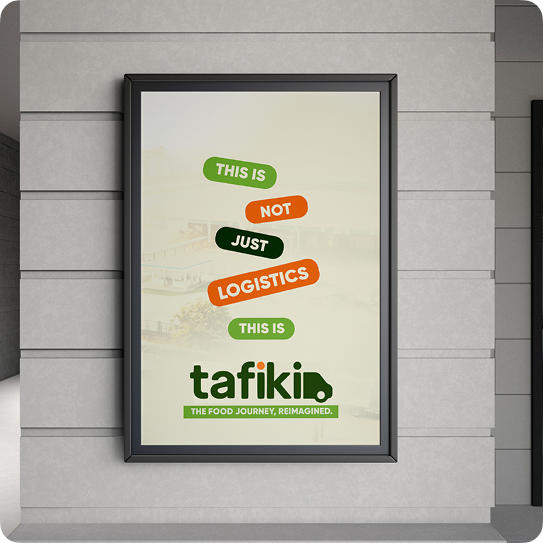 THIS IS
NOT
JUST
LOGISTICS
THIS IS
tafiki
THE FOOD JOURNEY, REIMAGINED.